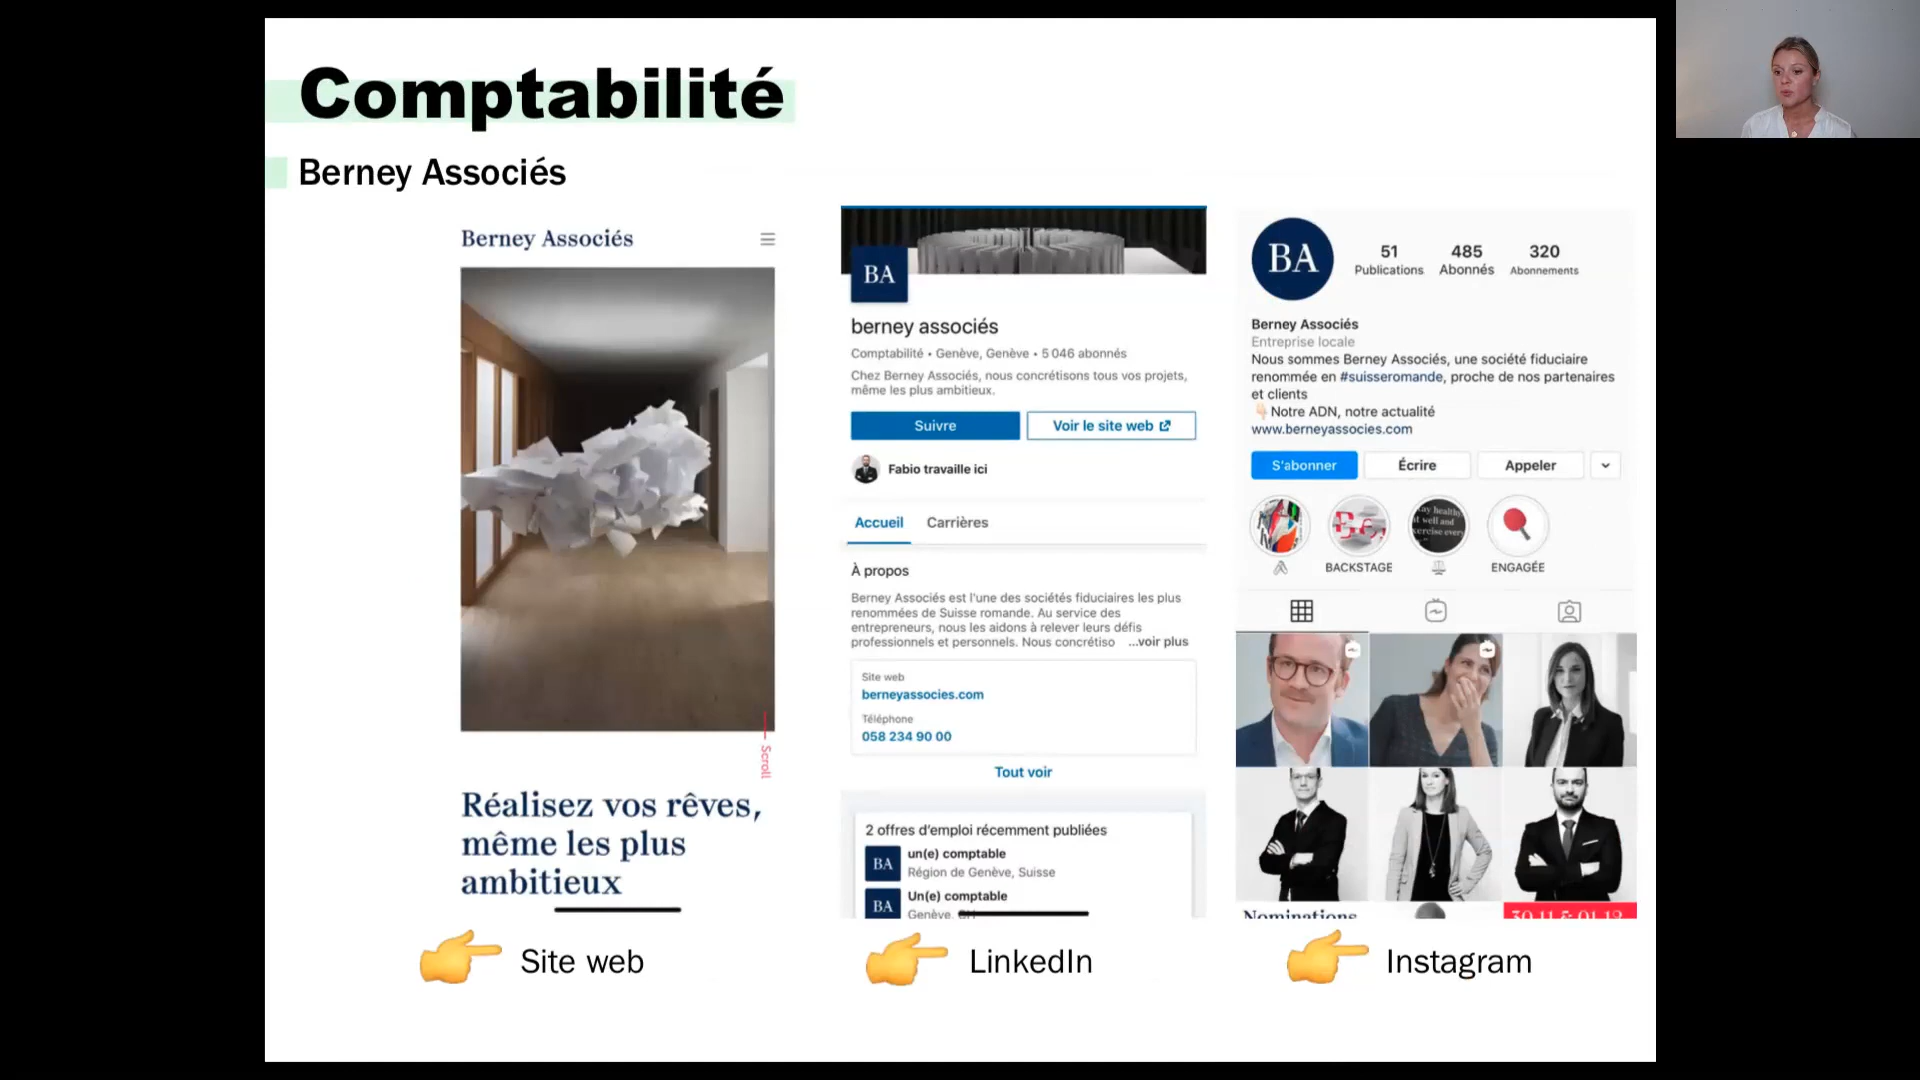 Comptabilité
Berney Associés
Berney Associés
Scroll
Réalisez vos rêves,
même les plus
ambitieux
Site web
BA
berney associés
Comptabilité • Genève, Genève • 5 046 abonnés
Chez Berney Associés, nous concrétisons tous vos projets,
même les plus ambitieux.
Suivre
Voir le site web
Fabio travaille ici
Accueil
Carrières
À propos
Berney Associés est l'une des sociétés fiduciaires les plus
renommées de Suisse romande. Au service des
entrepreneurs, nous les aidons à relever leurs défis
professionnels et personnels. Nous concrétiso ...voir plus
Site web
berneyassocies.com
Téléphone
058 234 90 00
Tout voir
2 offres d'emploi récemment publiées
BA
un(e) comptable
Région de Genève, Suisse
BA
Un(e) comptable
Genève,
LinkedIn
BA
51 485 320
Publications Abonnés Abonnements
Berney Associés
Entreprise locale
Nous sommes Berney Associés, une société fiduciaire
renommée en #suisseromande, proche de nos partenaires
et clients
Notre ADN, notre actualité
www.berneyassocies.com
S'abonner
Écrire
Appeler
BACKSTAGE
ENGAGÉE
Nominations
30.11 & 01.12
Instagram